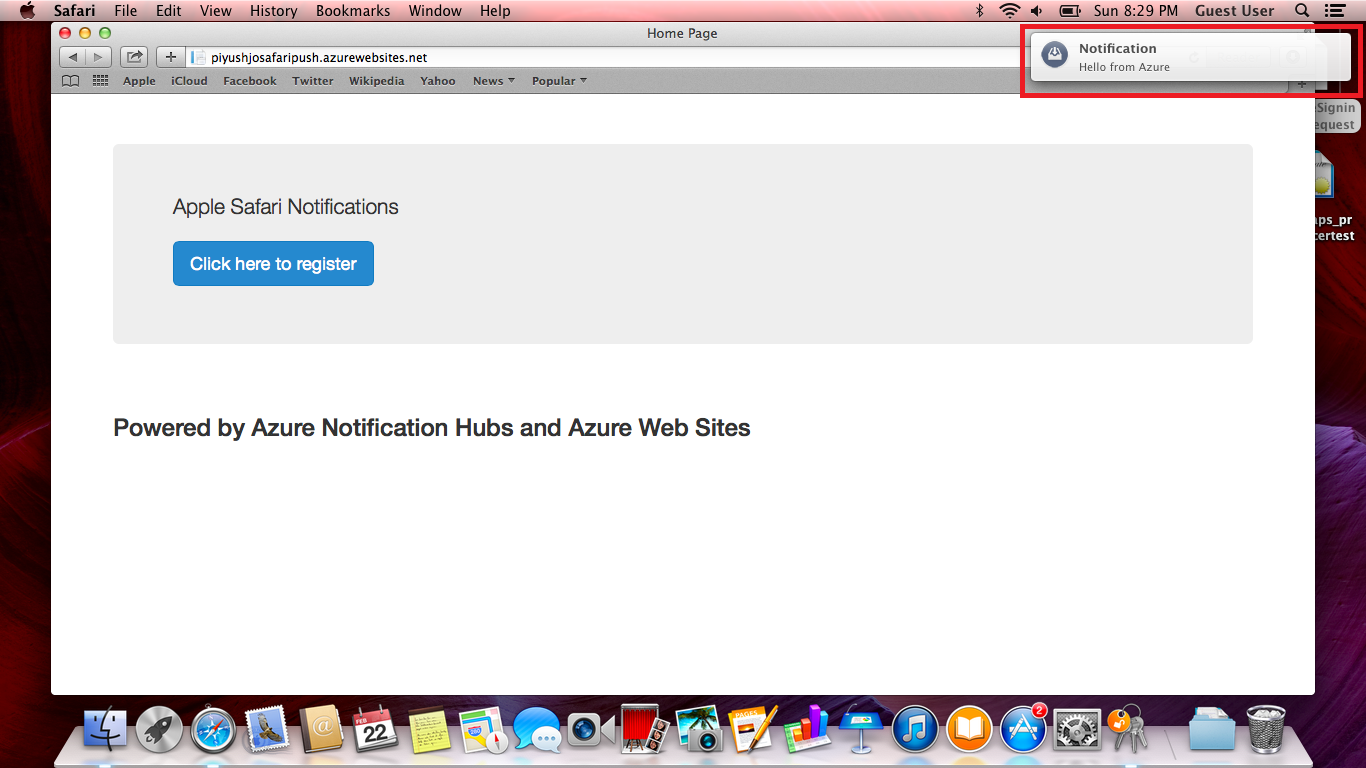 Safari File Edit View History Bookmarks Window Help Sun 8:29 PM Guest User
Home Page
piyushjosafaripush.azurewebsites.net
Apple iCloud Facebook Twitter Wikipedia Yahoo News Popular
Notification
Hello from Azure
Signin
equest
Apple Safari Notifications
Click here to register
aps_pr
certest
Powered by Azure Notification Hubs and Azure Web Sites
FEB
22
PAGES
2